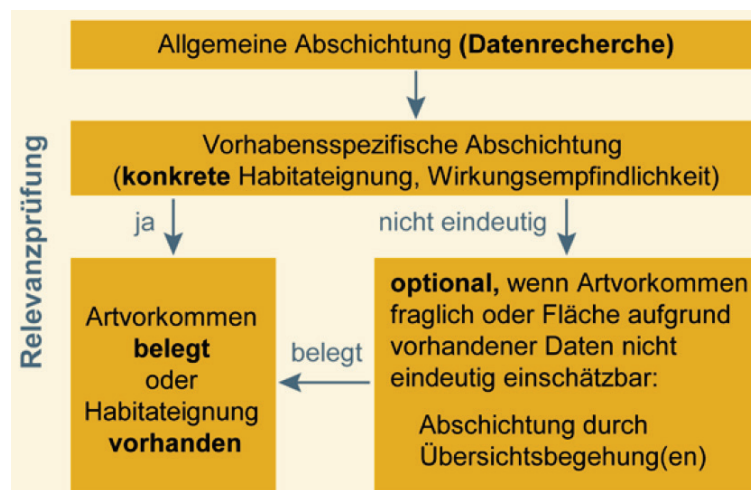 Relevanzprüfung
Allgemeine Abschichtung (Datenrecherche)
Vorhabensspezifische Abschichtung
(konkrete Habitateignung, Wirkungsempfindlichkeit)
ja
nicht eindeutig
Artvorkommen
belegt
oder
Habitateignung
vorhanden
belegt
optional, wenn Artvorkommen
fraglich oder Fläche aufgrund
vorhandener Daten nicht
eindeutig einschätzbar:
Abschichtung durch
Übersichtsbegehung(en)